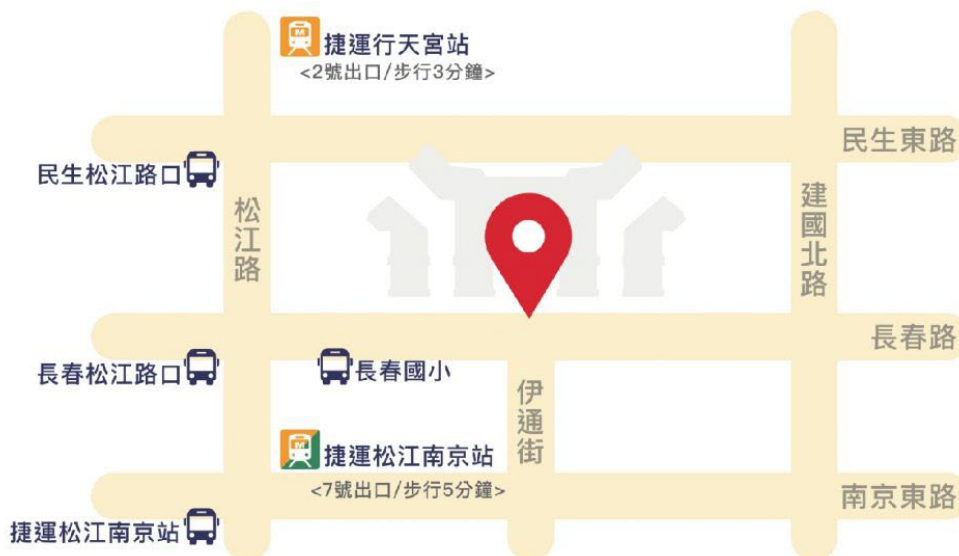 捷運行天宮站
<2號出口/步行3分鐘>
民生東路
民生松江路口
松江路
建國北路
長春路
長春松江路口
長春國小
伊通街
捷運松江南京站
<7號出口/步行5分鐘>
南京東路
捷運松江南京站